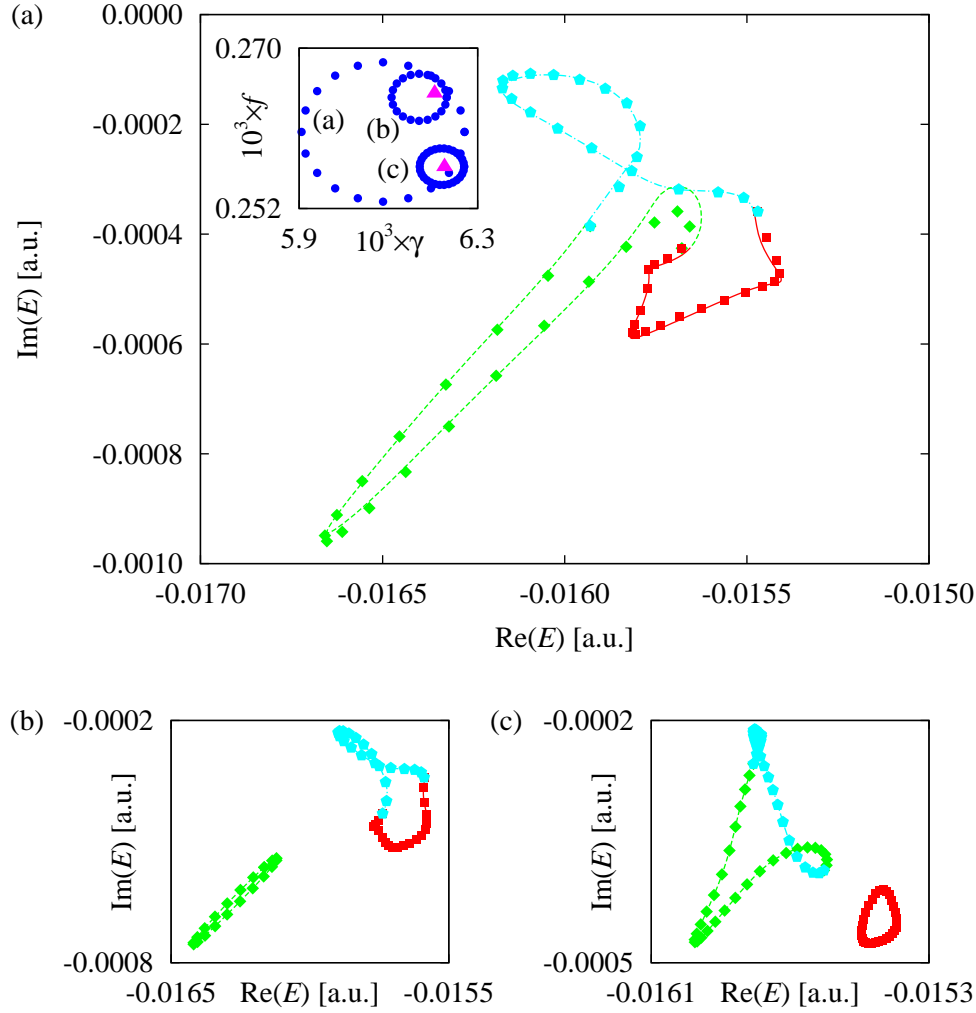 (a)
0.0000
-0.0002
-0.0004
-0.0006
-0.0008
-0.0010
Im(E) [a.u.]
-0.0170
-0.0165
-0.0160
-0.0155
-0.0150
Re(E) [a.u.]
0.270
0.252
10³×f
5.9
10³×γ
6.3
(a)
(b)
(c)
(b)
-0.0002
Im(E) [a.u.]
-0.0008
-0.0165
Re(E) [a.u.]
-0.0155
(c)
-0.0002
Im(E) [a.u.]
-0.0005
-0.0161
Re(E) [a.u.]
-0.0153